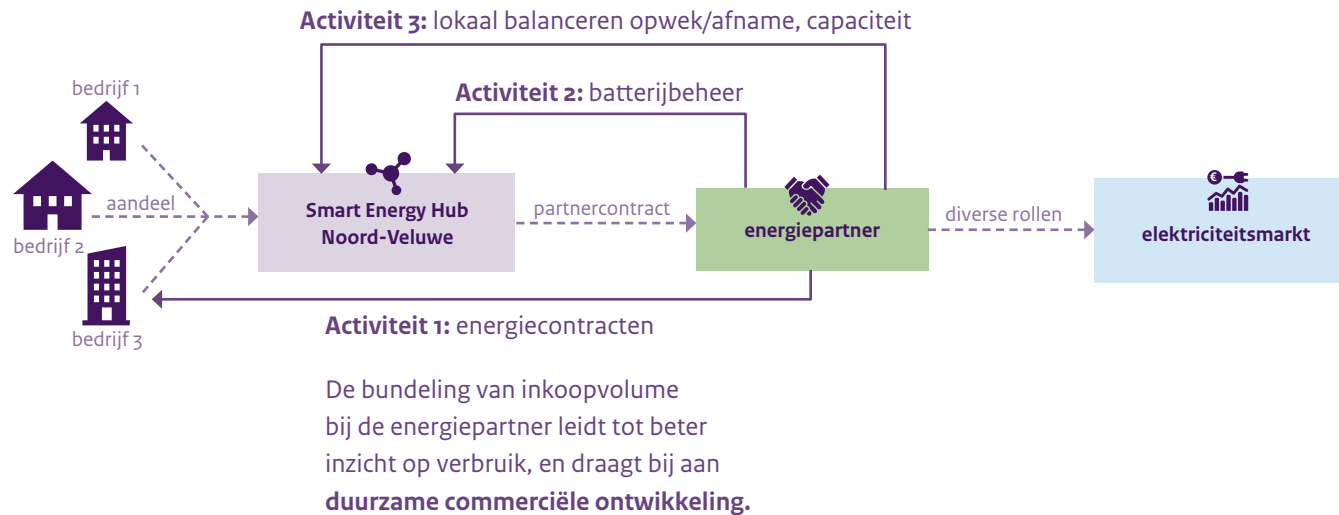 Activiteit 3: lokaal balanceren opwek/afname, capaciteit
Activiteit 2: batterijbeheer
bedrijf 1
aandeel
bedrijf 2
bedrijf 3
Smart Energy Hub
Noord-Veluwe
partnercontract
energiepartner
diverse rollen
€
elektriciteitsmarkt
Activiteit 1: energiecontracten
De bundeling van inkoopvolume
bij de energiepartner leidt tot beter
inzicht op verbruik, en draagt bij aan
duurzame commerciële ontwikkeling.